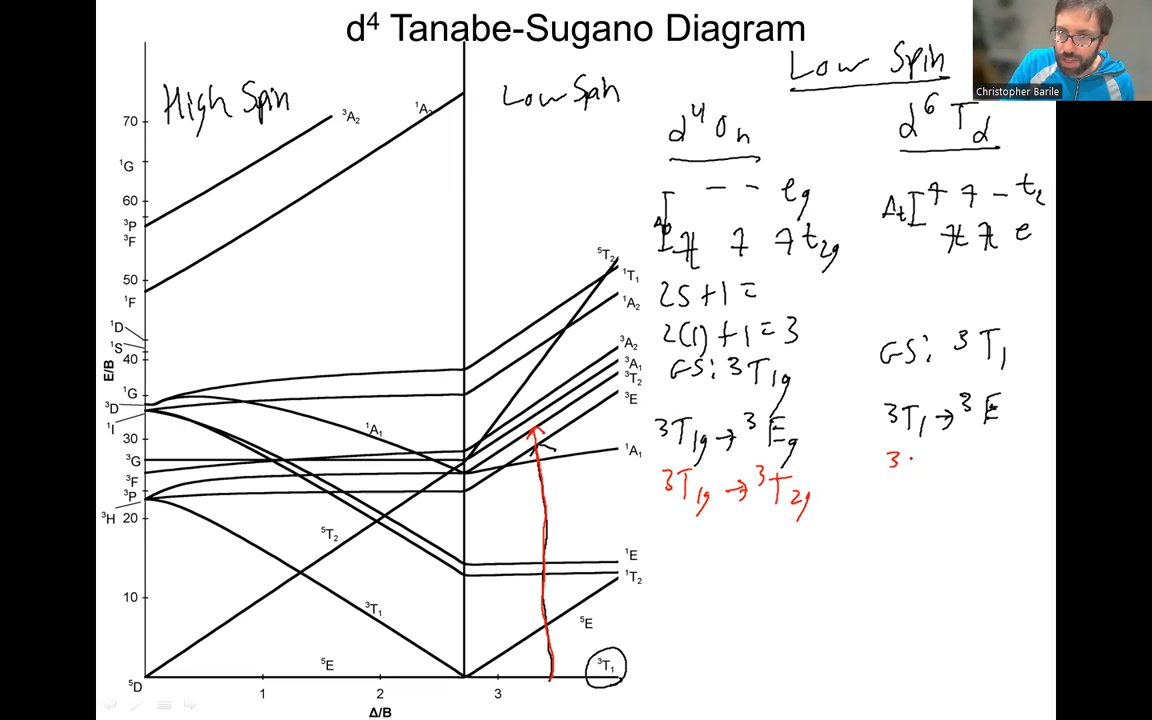 d⁴ Tanabe-Sugano Diagram
Christopher Barile
High Spin
Low Spin
Low Spin
d⁴ Oh
d⁶ Td
eg
Δo
t2g
Δt
t2
e
2S+1=
2(1)+1=3
GS: ³T1g
GS: ³T1
³T1g → ³Eg
³T1 → ³E
³T1g → ³T2g
3
E/B
70
¹G
60
³P
³F
50
¹F
¹D
¹S
40
¹G
³D
¹I
30
³G
³F
³P
³H
20
10
⁵D
³A₂
¹A
¹A₁
⁵T₂
³T₁
⁵E
⁵T₂
¹T₁
¹A₂
³A₂
³A₁
³T₂
³E
¹A₁
¹E
¹T₂
⁵E
³T₁
1
2
3
Δ/B